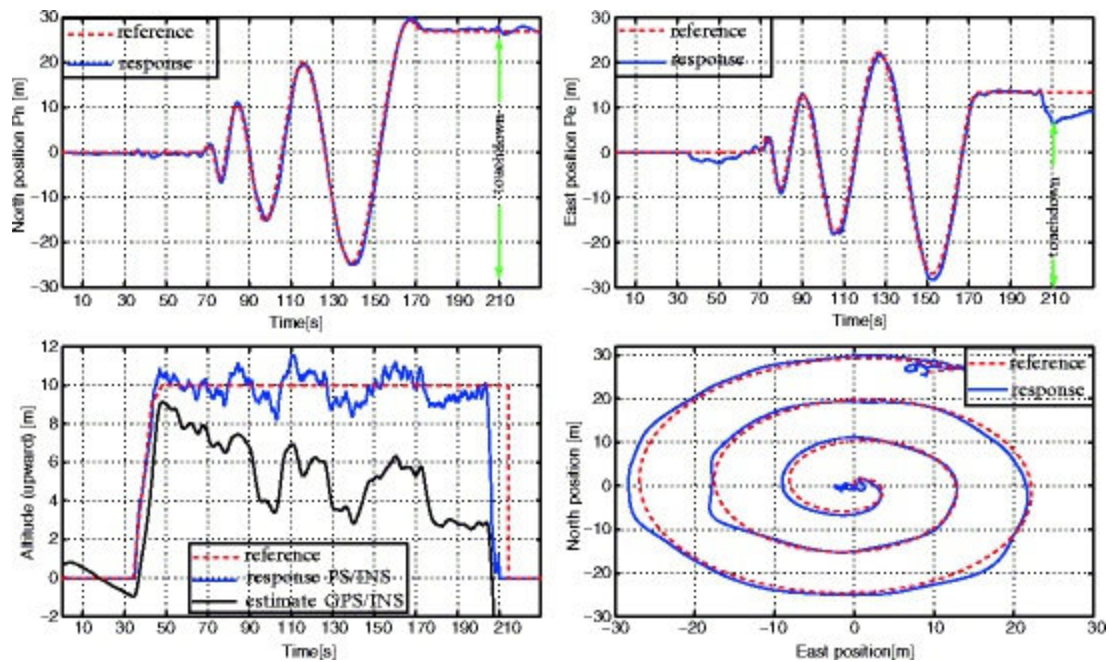 30
20
10
0
−10
−20
−30
North position Pn [m]
reference
response
touchdown
10 30 50 70 90 110 130 150 170 190 210
Time[s]
30
20
10
0
−10
−20
−30
East position Pe [m]
reference
response
touchdown
10 30 50 70 90 110 130 150 170 190 210
Time[s]
12
10
8
6
4
2
0
−2
Altitude (upward) [m]
reference
response PS/INS
estimate GPS/INS
10 30 50 70 90 110 130 150 170 190 210
Time[s]
30
20
10
0
−10
−20
−30
North position [m]
reference
response
−30 −20 −10 0 10 20 30
East position[m]